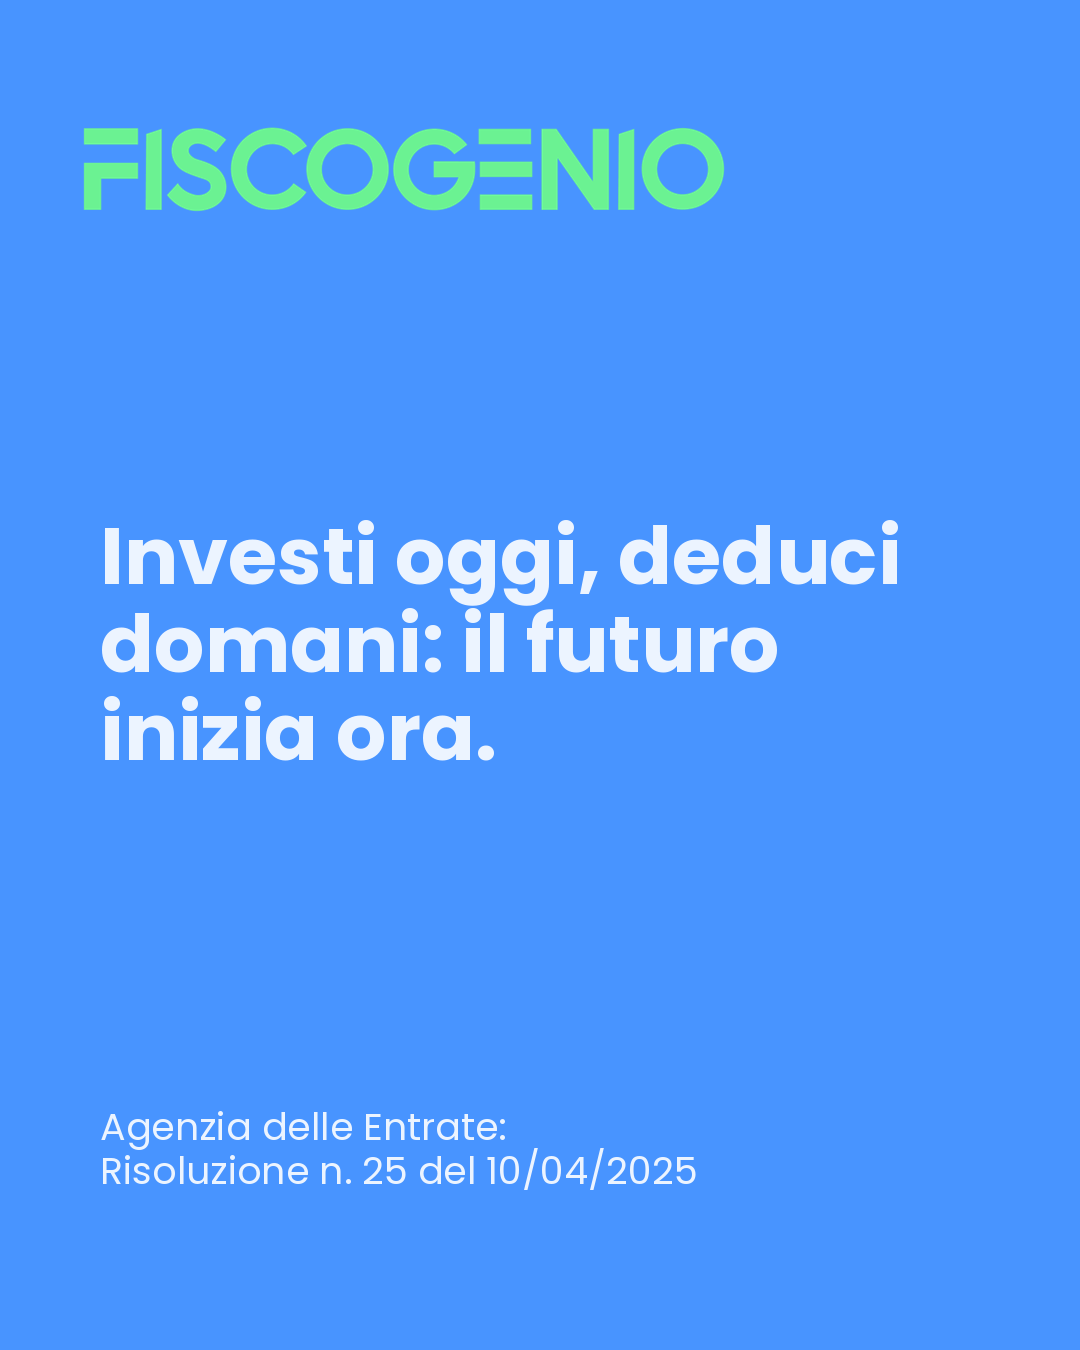 FISCOGENIO
Investi oggi, deduci
domani: il futuro
inizia ora.
Agenzia delle Entrate:
Risoluzione n. 25 del 10/04/2025